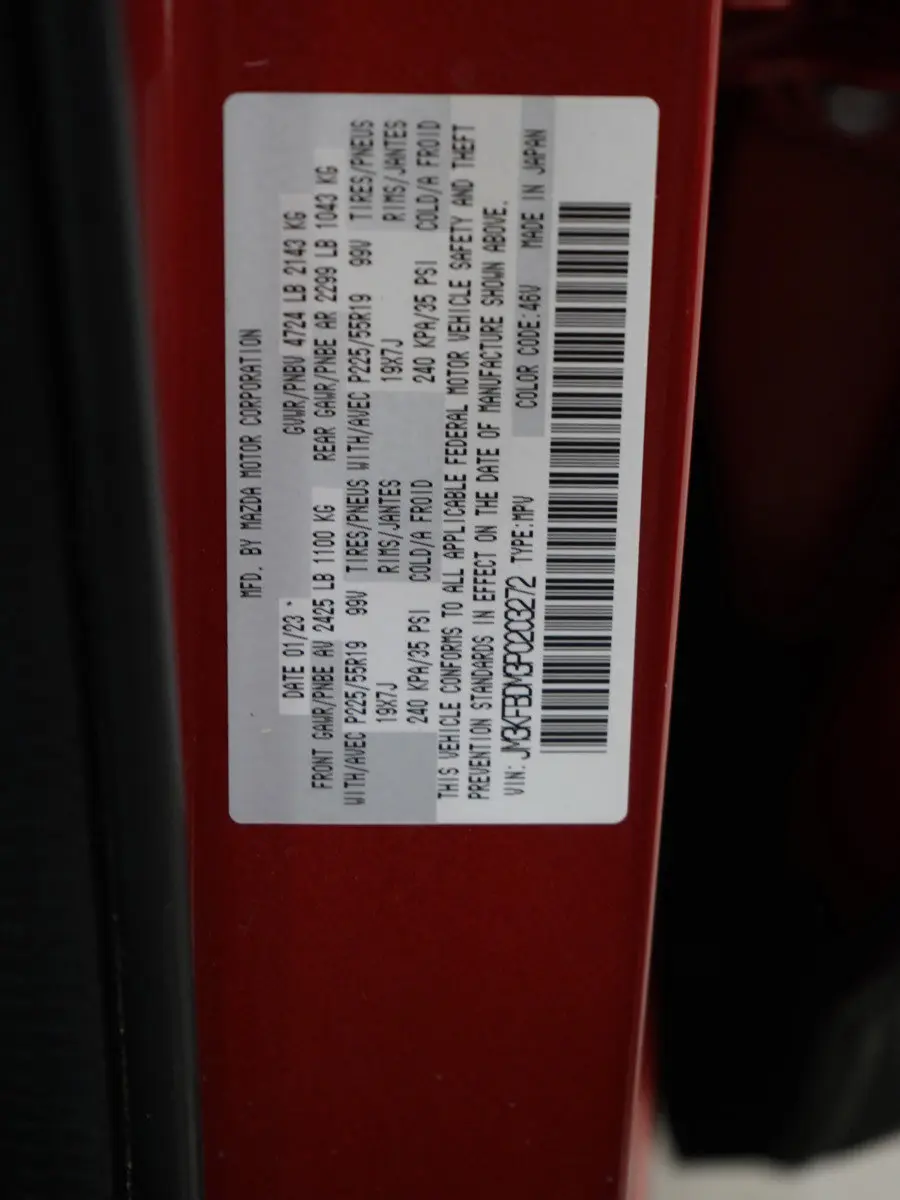 MFD. BY MAZDA MOTOR CORPORATION
DATE 01/23 * GVWR/PNBV 4724 LB 2143 KG
FRONT GAWR/PNBE AV 2425 LB 1100 KG REAR GAWR/PNBE AR 2299 LB 1043 KG
WITH/AVEC P225/55R19 99V TIRES/PNEUS WITH/AVEC P225/55R19 99V TIRES/PNEUS
19X7J RIMS/JANTES 19X7J RIMS/JANTES
240 KPA/35 PSI COLD/A FROID 240 KPA/35 PSI COLD/A FROID
THIS VEHICLE CONFORMS TO ALL APPLICABLE FEDERAL MOTOR VEHICLE SAFETY AND THEFT
PREVENTION STANDARDS IN EFFECT ON THE DATE OF MANUFACTURE SHOWN ABOVE.
VIN: JM3KFBDM3P0203272 TYPE:MPV COLOR CODE:46V MADE IN JAPAN